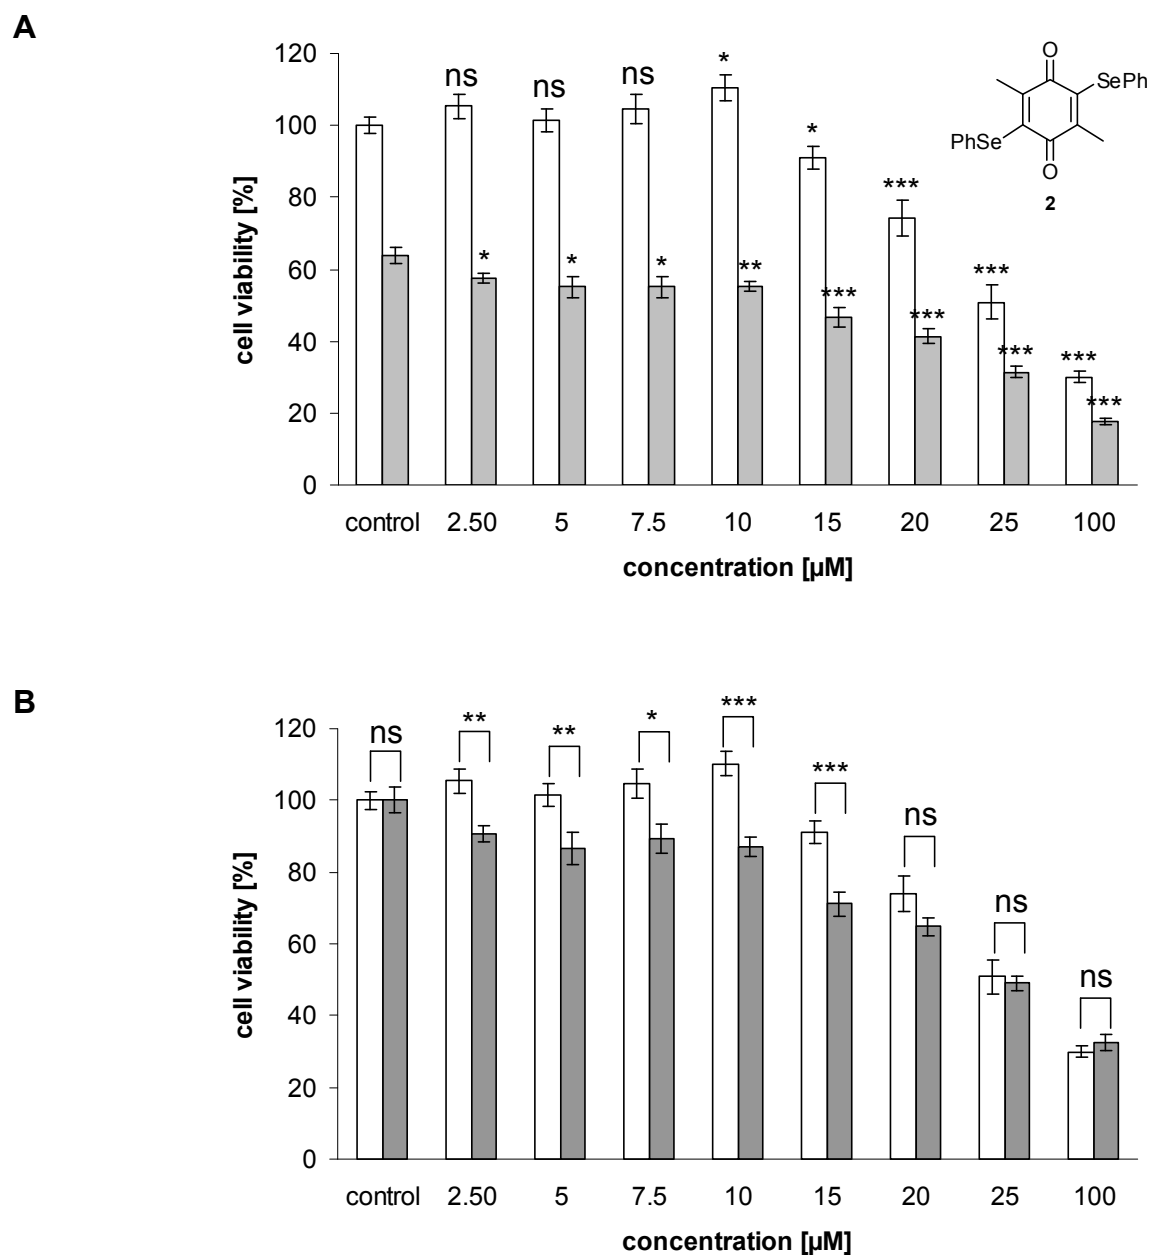 A
120
100
80
60
40
20
0
cell viability [%]
ns
ns
ns
*
*
***
***
***
*
*
*
**
***
***
***
***
O
SePh
PhSe
O
2
control 2.50 5 7.5 10 15 20 25 100
concentration [µM]
B
120
100
80
60
40
20
0
cell viability [%]
ns
**
**
*
***
***
ns
ns
ns
control 2.50 5 7.5 10 15 20 25 100
concentration [µM]